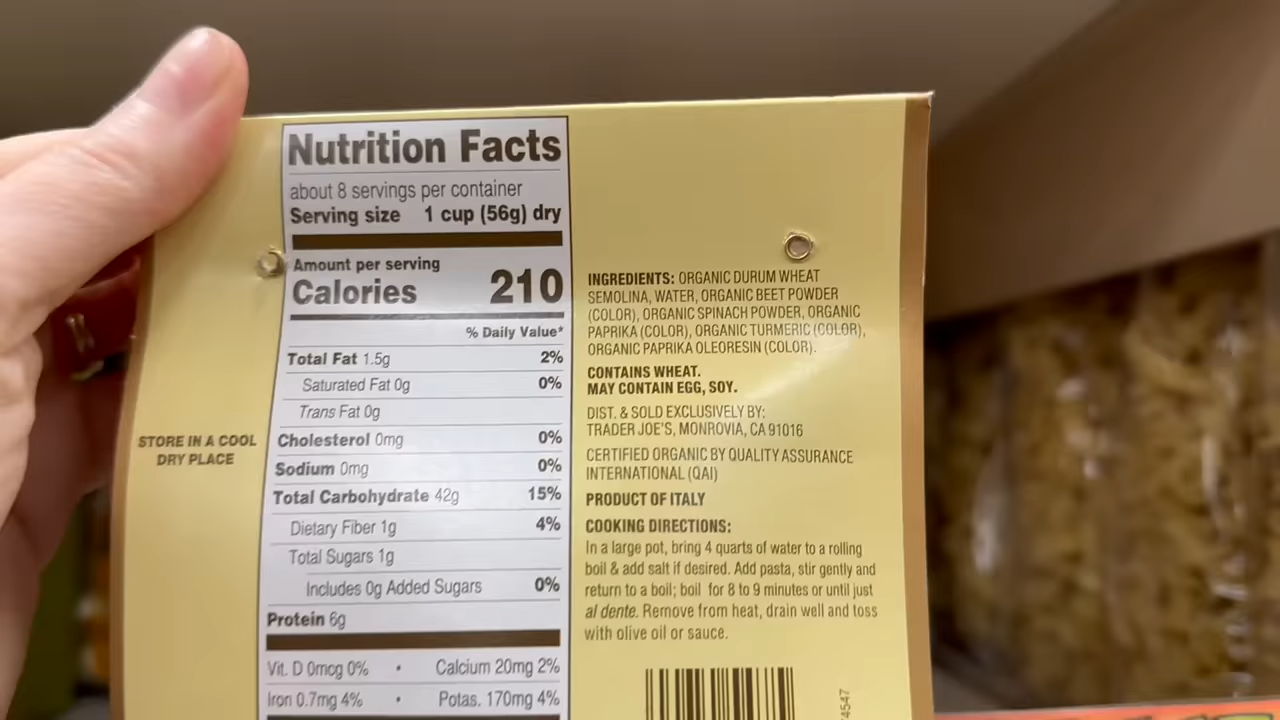 Nutrition Facts
about 8 servings per container
Serving size 1 cup (56g) dry
Amount per serving
Calories 210
% Daily Value*
Total Fat 1.5g 2%
Saturated Fat 0g 0%
Trans Fat 0g
Cholesterol 0mg 0%
Sodium 0mg 0%
Total Carbohydrate 42g 15%
Dietary Fiber 1g 4%
Total Sugars 1g
Includes 0g Added Sugars 0%
Protein 6g
Vit. D 0mcg 0% • Calcium 20mg 2%
Iron 0.7mg 4% • Potas. 170mg 4%
STORE IN A COOL
DRY PLACE
INGREDIENTS: ORGANIC DURUM WHEAT
SEMOLINA, WATER, ORGANIC BEET POWDER
(COLOR), ORGANIC SPINACH POWDER, ORGANIC
PAPRIKA (COLOR), ORGANIC TURMERIC (COLOR),
ORGANIC PAPRIKA OLEORESIN (COLOR).
CONTAINS WHEAT.
MAY CONTAIN EGG, SOY.
DIST. & SOLD EXCLUSIVELY BY:
TRADER JOE'S, MONROVIA, CA 91016
CERTIFIED ORGANIC BY QUALITY ASSURANCE
INTERNATIONAL (QAI)
PRODUCT OF ITALY
COOKING DIRECTIONS:
In a large pot, bring 4 quarts of water to a rolling
boil & add salt if desired. Add pasta, stir gently and
return to a boil; boil for 8 to 9 minutes or until just
al dente. Remove from heat, drain well and toss
with olive oil or sauce.